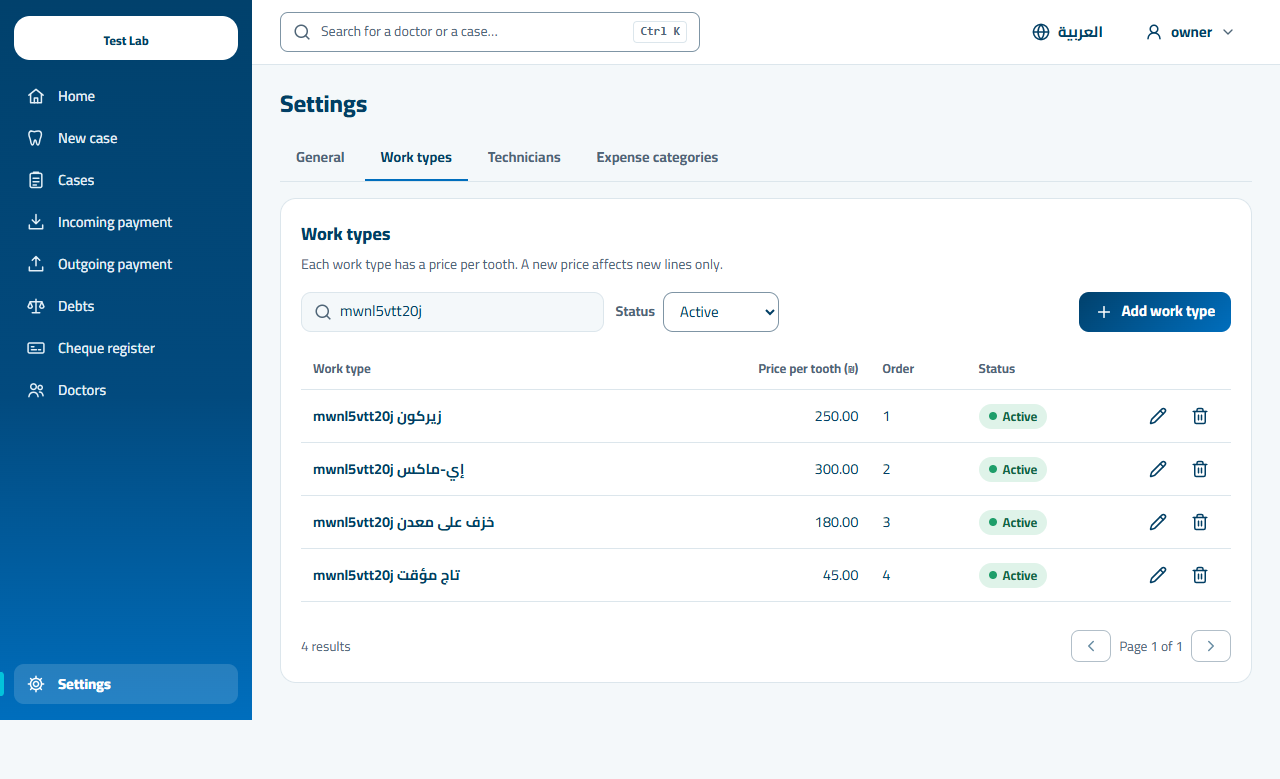 Test Lab
Home
New case
Cases
Incoming payment
Outgoing payment
Debts
Cheque register
Doctors
Settings
Search for a doctor or a case... Ctrl K
العربية
owner
Settings
General Work types Technicians Expense categories
Work types
Each work type has a price per tooth. A new price affects new lines only.
mwnl5vtt20j Status Active Add work type
Work type Price per tooth (₪) Order Status
زيركون mwnl5vtt20j 250.00 1 Active
إي-ماكس mwnl5vtt20j 300.00 2 Active
خزف على معدن mwnl5vtt20j 180.00 3 Active
تاج مؤقت mwnl5vtt20j 45.00 4 Active
4 results Page 1 of 1